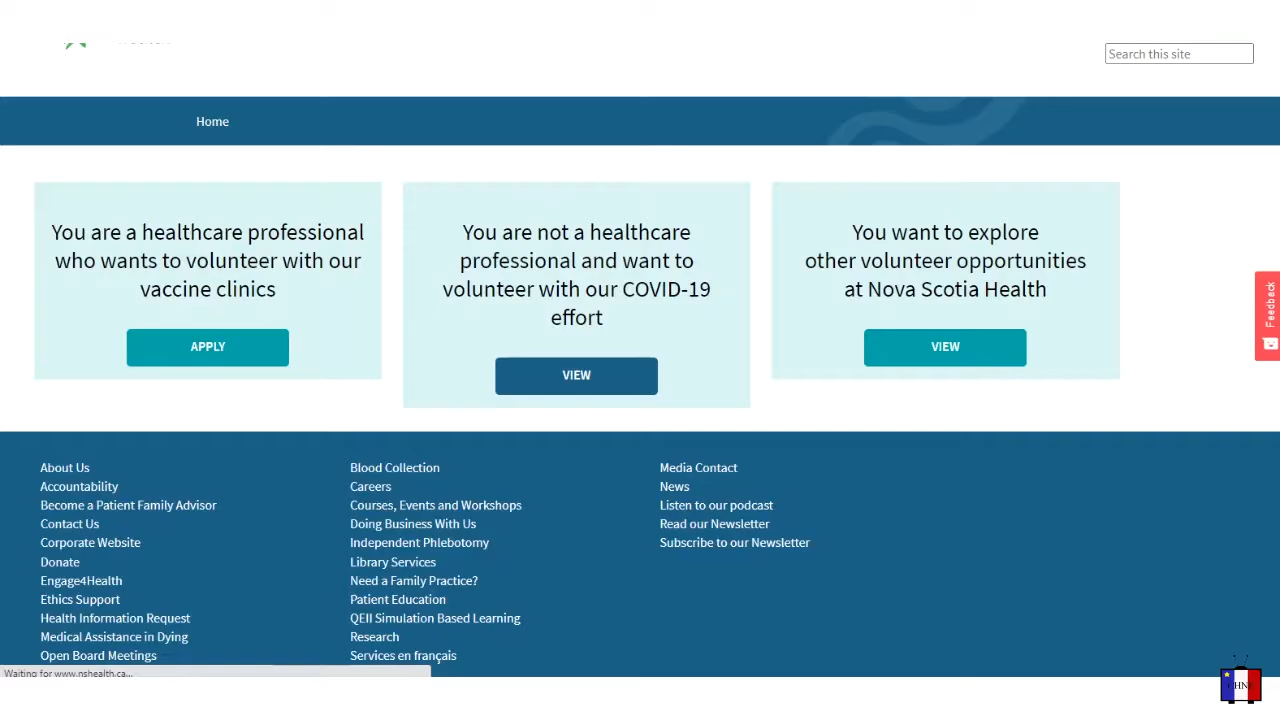 Search this site
Home
You are a healthcare professional
who wants to volunteer with our
vaccine clinics
APPLY
You are not a healthcare
professional and want to
volunteer with our COVID-19
effort
VIEW
You want to explore
other volunteer opportunities
at Nova Scotia Health
VIEW
Feedback
About Us
Accountability
Become a Patient Family Advisor
Contact Us
Corporate Website
Donate
Engage4Health
Ethics Support
Health Information Request
Medical Assistance in Dying
Open Board Meetings
Blood Collection
Careers
Courses, Events and Workshops
Doing Business With Us
Independent Phlebotomy
Library Services
Need a Family Practice?
Patient Education
QEII Simulation Based Learning
Research
Services en français
Media Contact
News
Listen to our podcast
Read our Newsletter
Subscribe to our Newsletter
Waiting for www.nshealth.ca...